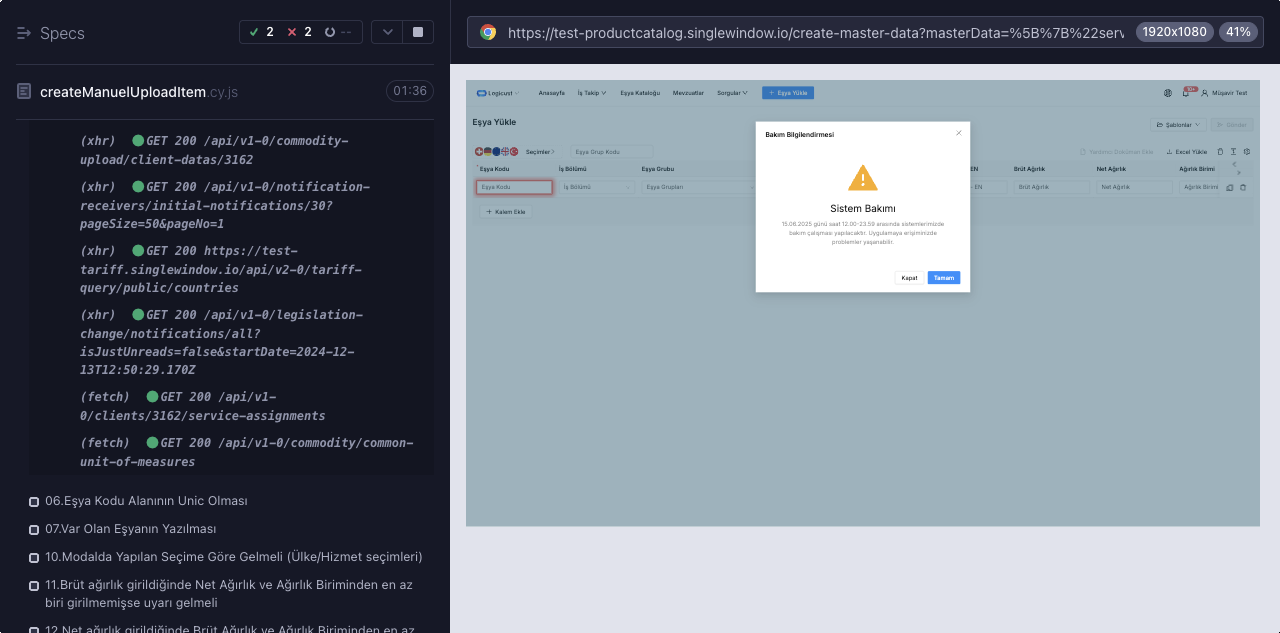 Specs
2
2
--
createManuelUploadItem.cy.js
01:36
(xhr) GET 200 /api/v1-0/commodity-
upload/client-datas/3162
(xhr) GET 200 /api/v1-0/notification-
receivers/initial-notifications/30?
pageSize=50&pageNo=1
(xhr) GET 200 https://test-
tariff.singlewindow.io/api/v2-0/tariff-
query/public/countries
(xhr) GET 200 /api/v1-0/legislation-
change/notifications/all?
isJustUnreads=false&startDate=2024-12-
13T12:50:29.170Z
(fetch) GET 200 /api/v1-
0/clients/3162/service-assignments
(fetch) GET 200 /api/v1-0/commodity/common-
unit-of-measures
06.Eşya Kodu Alanının Unic Olması
07.Var Olan Eşyanın Yazılması
10.Modalda Yapılan Seçime Göre Gelmeli (Ülke/Hizmet seçimleri)
11.Brüt ağırlık girildiğinde Net Ağırlık ve Ağırlık Biriminden en az
biri girilmemişse uyarı gelmeli
12.Net ağırlık girildiğinde Brüt Ağırlık ve Ağırlık Biriminden en az
https://test-productcatalog.singlewindow.io/create-master-data?masterData=%5B%7B%22serv
1920x1080
41%
Logicust
Anasayfa
İş Takip
Eşya Kataloğu
Mevzuatlar
Sorgular
+ Eşya Yükle
Müşavir Test
Eşya Yükle
Şablonlar
Gönder
Seçimler
Eşya Grup Kodu
Excel Yükle
Eşya Kodu
İş Bölümü
Eşya Grubu
EN
Brüt Ağırlık
Net Ağırlık
Ağırlık Birimi
Eşya Kodu
İş Bölümü
Eşya Grupları
- EN
Brüt Ağırlık
Net Ağırlık
Ağırlık Birimi
+ Kalem Ekle
Bakım Bilgilendirmesi
Sistem Bakımı
15.06.2025 günü saat 12.00-23.59 arasında sistemlerimizde
bakım çalışması yapılacaktır. Uygulamaya erişiminizde
problemler yaşanabilir.
Kapat
Tamam